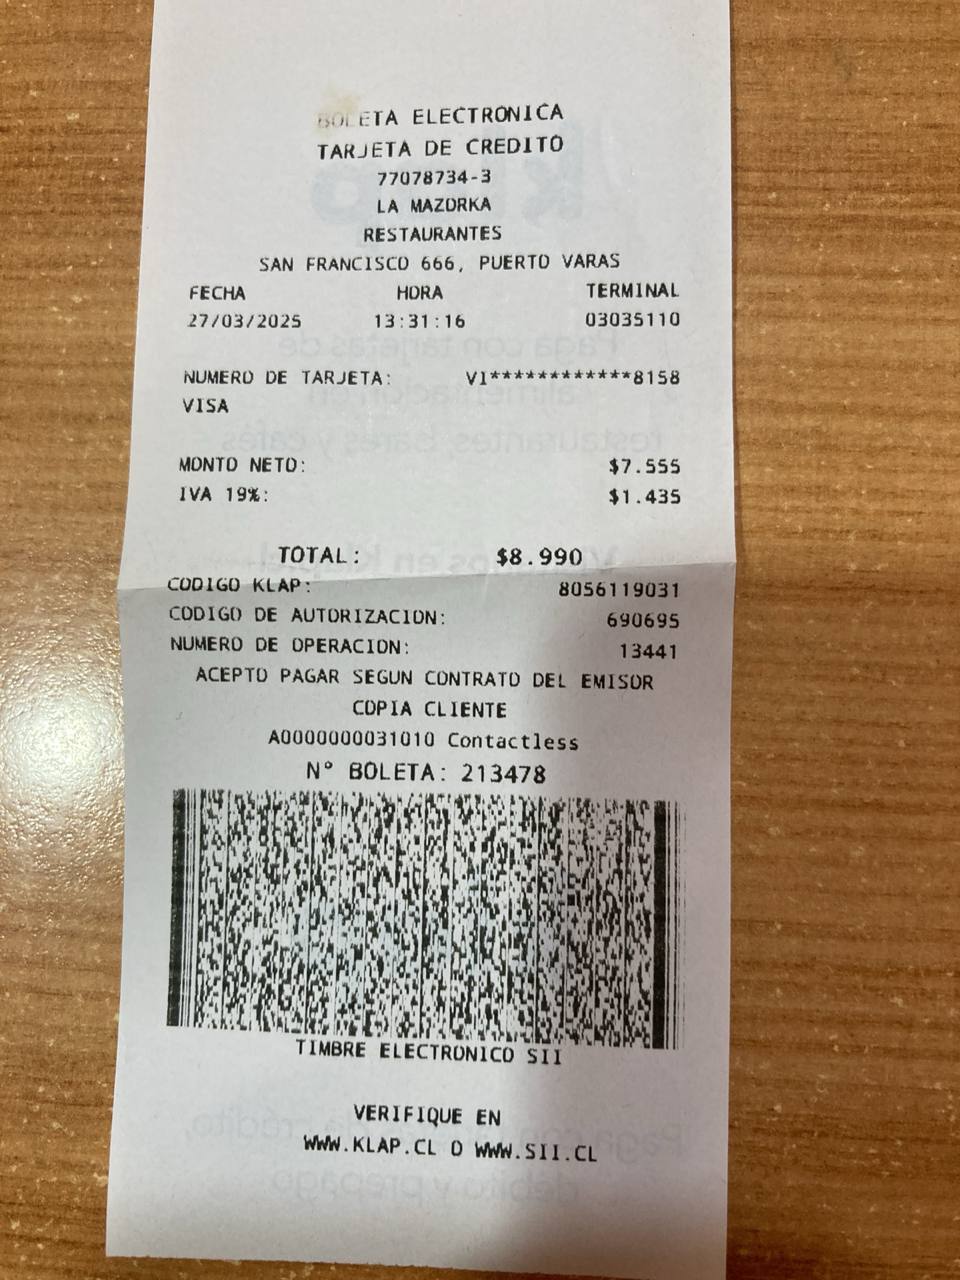 BOLETA ELECTRONICA
TARJETA DE CREDITO
77078734-3
LA MAZORKA
RESTAURANTES
SAN FRANCISCO 666, PUERTO VARAS
FECHA HORA TERMINAL
27/03/2025 13:31:16 03035110
NUMERO DE TARJETA: VI************8158
VISA
MONTO NETO: $7.555
IVA 19%: $1.435
TOTAL: $8.990
CODIGO KLAP: 8056119031
CODIGO DE AUTORIZACION: 690695
NUMERO DE OPERACION: 13441
ACEPTO PAGAR SEGUN CONTRATO DEL EMISOR
COPIA CLIENTE
A0000000031010 Contactless
N° BOLETA: 213478
TIMBRE ELECTRONICO SII
VERIFIQUE EN
WWW.KLAP.CL O WWW.SII.CL